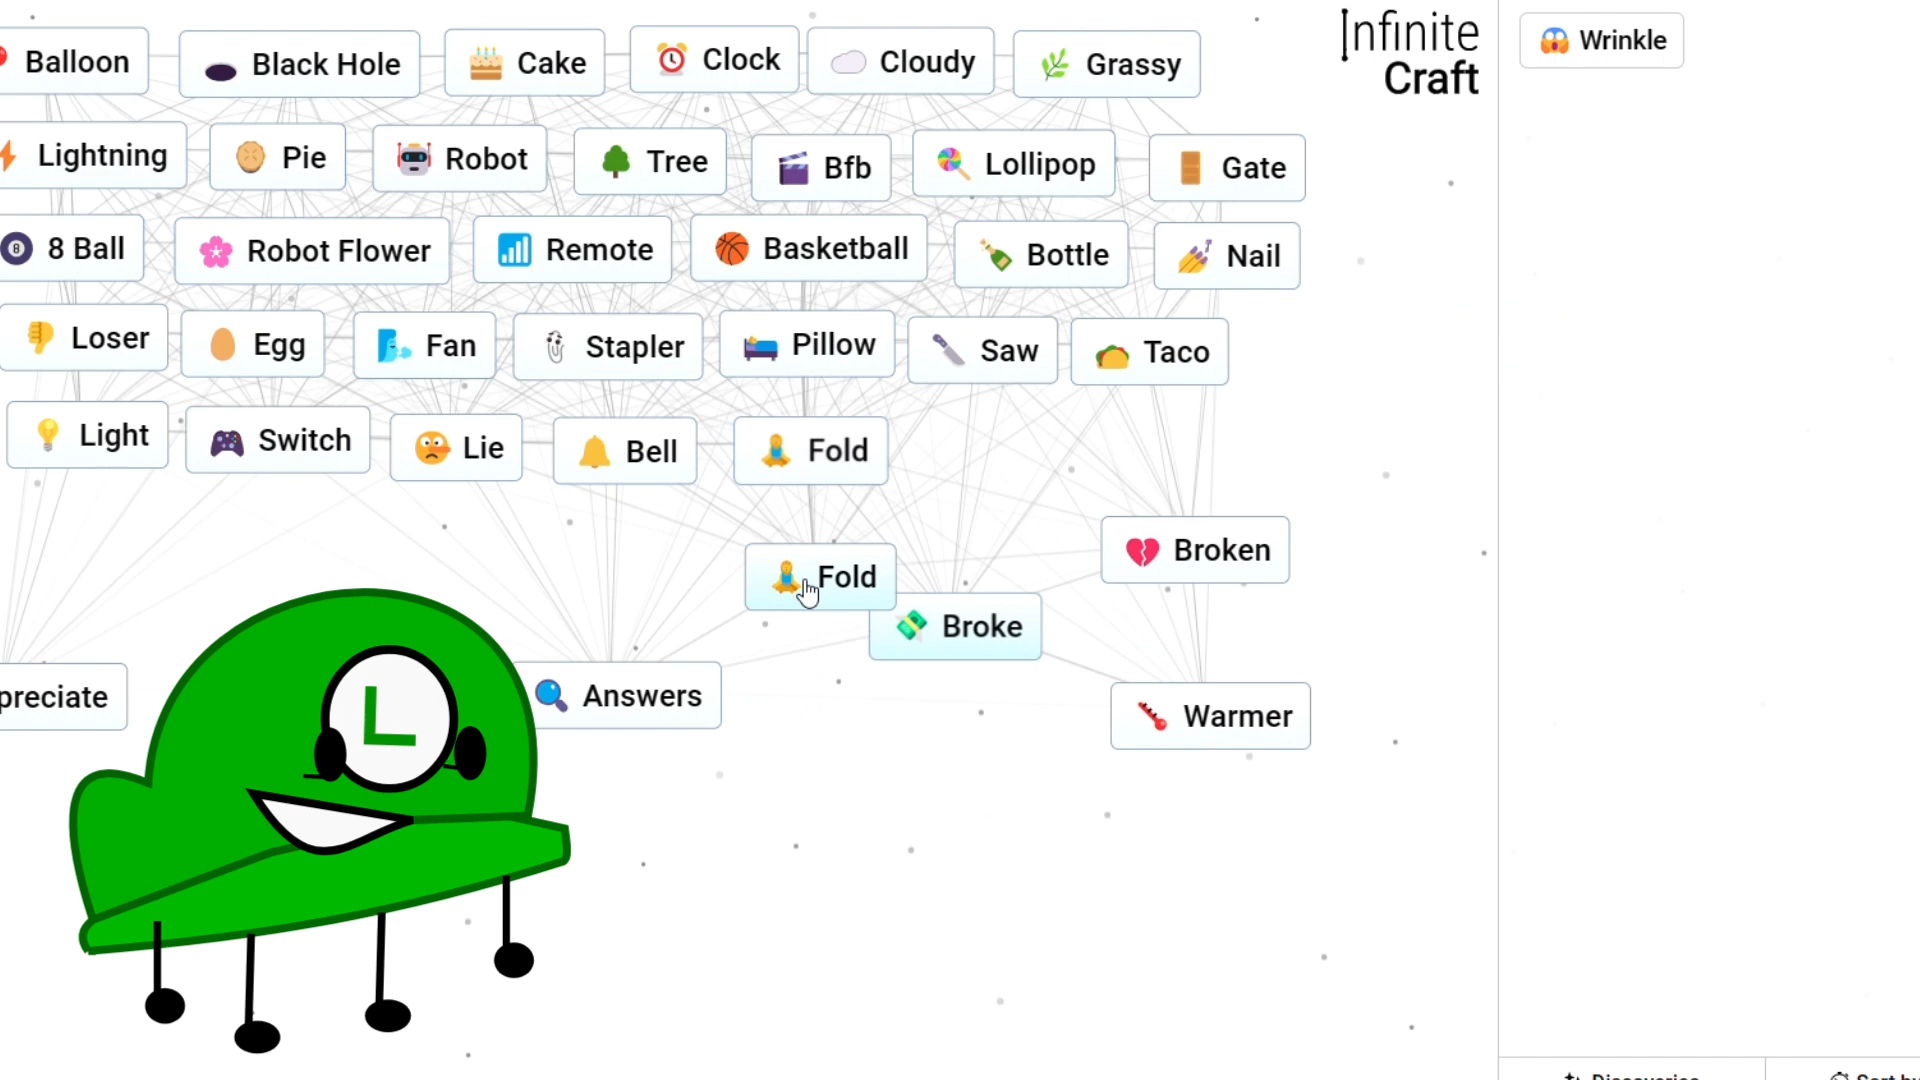 Balloon Black Hole Cake Clock Cloudy Grassy
Infinite
Craft
Wrinkle
Lightning Pie Robot Tree Bfb Lollipop Gate
8 8 Ball Robot Flower Remote Basketball Bottle Nail
Loser Egg Fan Stapler Pillow Saw Taco
Light Switch Lie Bell Fold
Fold Broken
Broke
preciate Answers Warmer
L